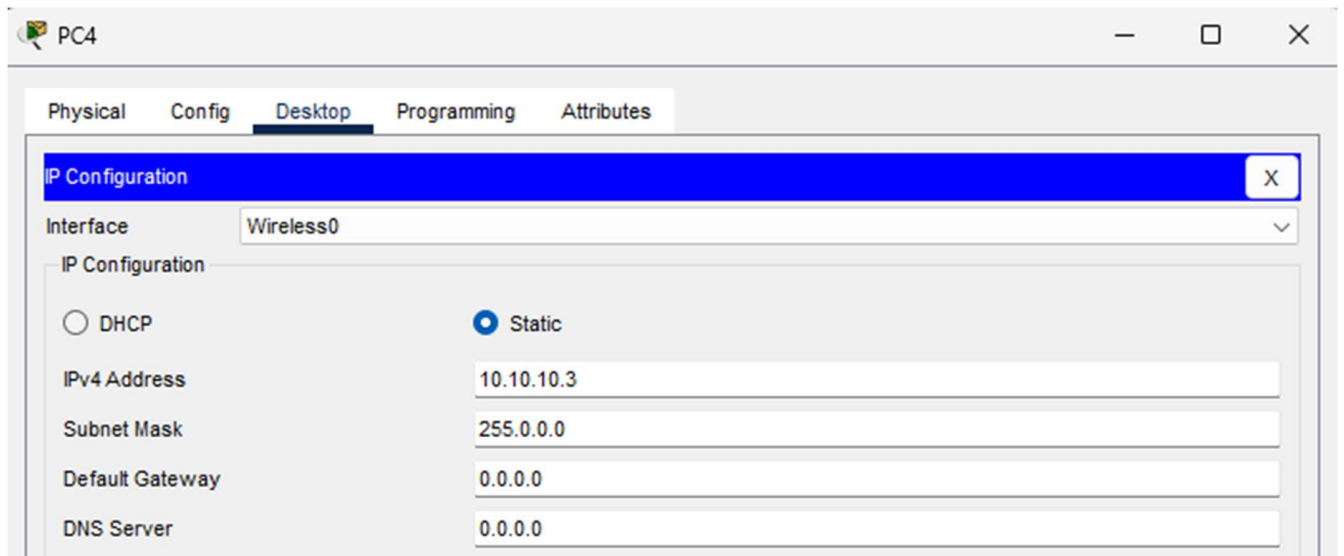 PC4
Physical Config Desktop Programming Attributes
IP Configuration X
Interface Wireless0
IP Configuration
DHCP Static
IPv4 Address 10.10.10.3
Subnet Mask 255.0.0.0
Default Gateway 0.0.0.0
DNS Server 0.0.0.0